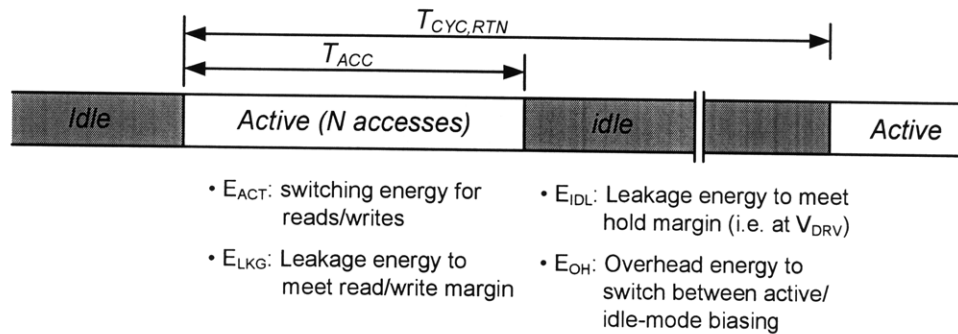 T_CYC,RTN
T_ACC
Idle
Active (N accesses)
idle
Active
• E_ACT: switching energy for
reads/writes
• E_LKG: Leakage energy to
meet read/write margin
• E_IDL: Leakage energy to meet
hold margin (i.e. at V_DRV)
• E_OH: Overhead energy to
switch between active/
idle-mode biasing